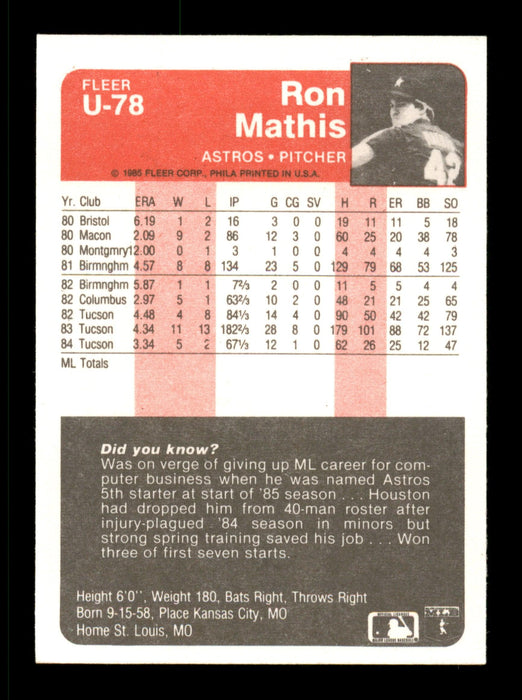 FLEER
U-78
Ron
Mathis
ASTROS • PITCHER
© 1985 FLEER CORP., PHILA PRINTED IN U.S.A.
Yr. Club ERA W L IP G CG SV H R ER BB SO
80 Bristol 6.19 1 2 16 3 0 0 19 11 11 5 18
80 Macon 2.09 9 2 86 12 3 0 60 25 20 38 78
80 Montgmry12.00 0 1 3 1 0 0 4 4 4 4 3
81 Birmnghm 4.57 8 8 134 23 5 0 129 79 68 53 125
82 Birmnghm 5.87 1 1 7⅔ 2 0 0 11 5 5 4 4
82 Columbus 2.97 5 1 63⅔ 10 2 0 48 21 21 25 65
82 Tucson 4.48 4 8 84⅓ 14 4 0 90 50 42 42 79
83 Tucson 4.34 11 13 182⅔ 28 8 0 179 101 88 72 137
84 Tucson 3.34 5 2 67⅓ 12 1 0 62 26 25 12 47
ML Totals
Did you know?
Was on verge of giving up ML career for com-
puter business when he was named Astros
5th starter at start of '85 season . . . Houston
had dropped him from 40-man roster after
injury-plagued '84 season in minors but
strong spring training saved his job . . . Won
three of first seven starts.
Height 6'0'', Weight 180, Bats Right, Throws Right
Born 9-15-58, Place Kansas City, MO
Home St. Louis, MO